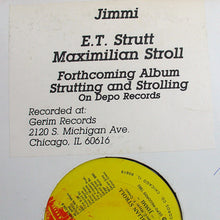 Jimmi
E.T. Strutt
Maximilian Stroll
Forthcoming Album
Strutting and Strolling
On Depo Records
Recorded at:
Gerim Records
2120 S. Michigan Ave.
Chicago, IL 60616